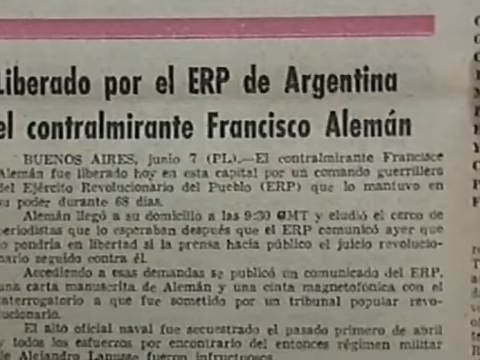 Liberado por el ERP de Argentina
el contralmirante Francisco Alemán
BUENOS AIRES, junio 7 (PL).—El contralmirante Francisco
Alemán fue liberado hoy en esta capital por un comando guerrillero
del Ejército Revolucionario del Pueblo (ERP) que lo mantuvo en
su poder durante 68 días.
Alemán llegó a su domicilio a las 9:30 GMT y eludió el cerco de
periodistas que lo esperaban después que el ERP comunicó ayer que
lo pondría en libertad si la prensa hacía público el juicio revolucio-
nario seguido contra él.
Accediendo a esas demandas se publicó un comunicado del ERP,
una carta manuscrita de Alemán y una cinta magnetofónica con el
interrogatorio a que fue sometido por un tribunal popular revo-
lucionario.
El alto oficial naval fue secuestrado el pasado primero de abril
y todos los esfuerzos por encontrarlo del entonces régimen militar
de Alejandro Lanusse fueron infructuosos.